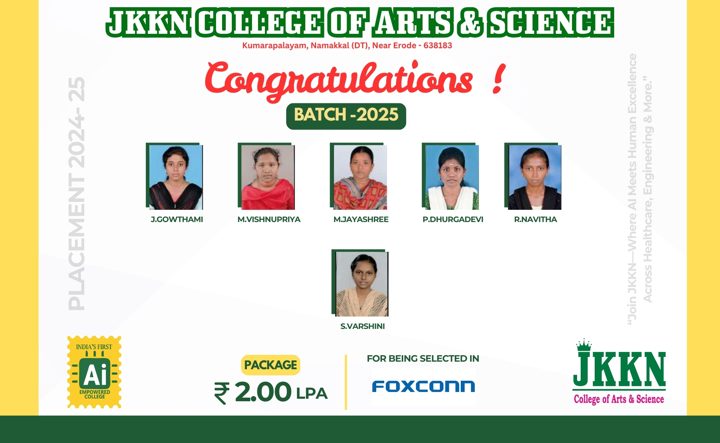 JKKN COLLEGE OF ARTS & SCIENCE
Kumarapalayam, Namakkal (DT), Near Erode - 638183
Congratulations !
BATCH -2025
PLACEMENT 2024- 25
"Join JKKN—Where AI Meets Human Excellence
Across Healthcare, Engineering & More."
J.GOWTHAMI
M.VISHNUPRIYA
M.JAYASHREE
P.DHURGADEVI
R.NAVITHA
S.VARSHINI
INDIA'S FIRST
Ai
EMPOWERED
COLLEGE
PACKAGE
₹ 2.00 LPA
FOR BEING SELECTED IN
FOXCONN
JKKN
College of Arts & Science